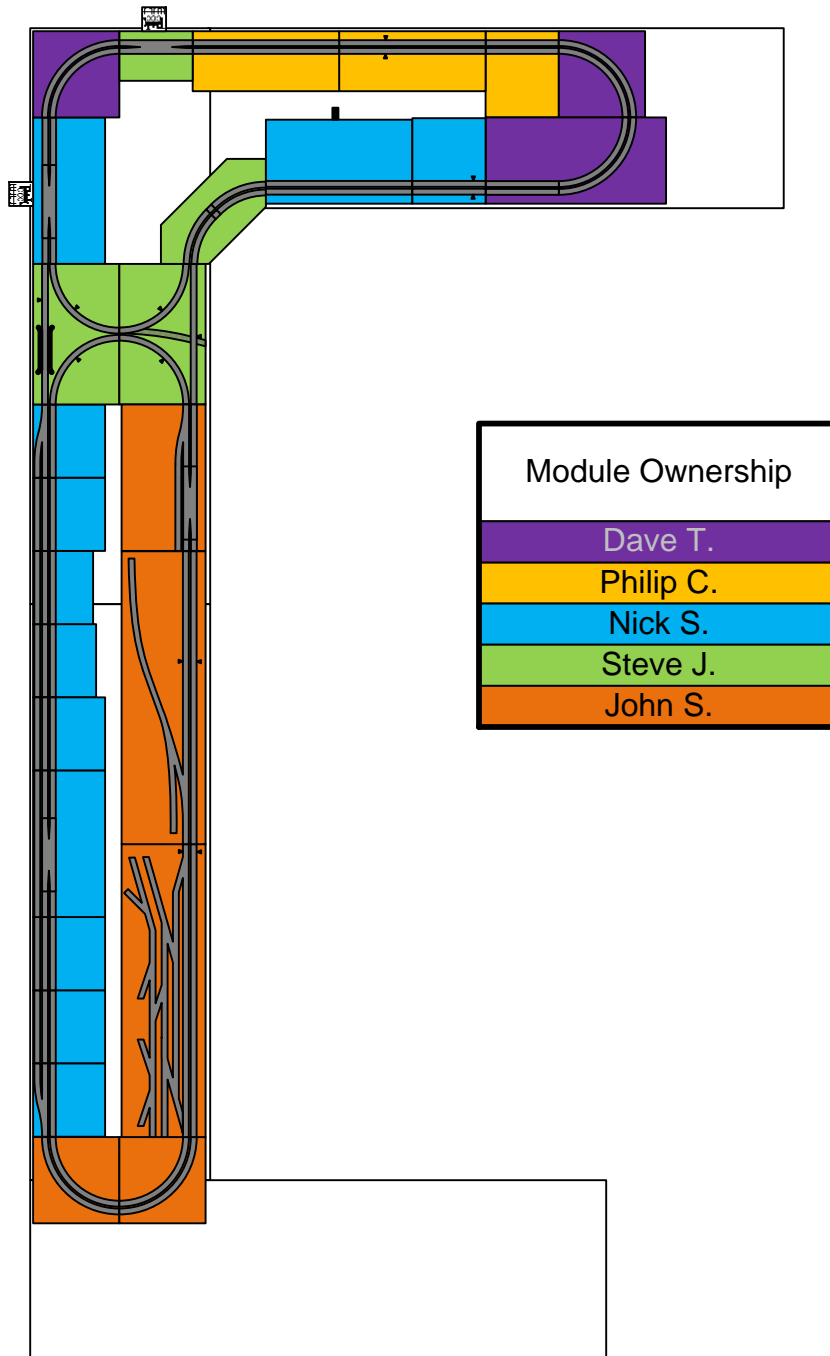 Module Ownership
Dave T.
Philip C.
Nick S.
Steve J.
John S.